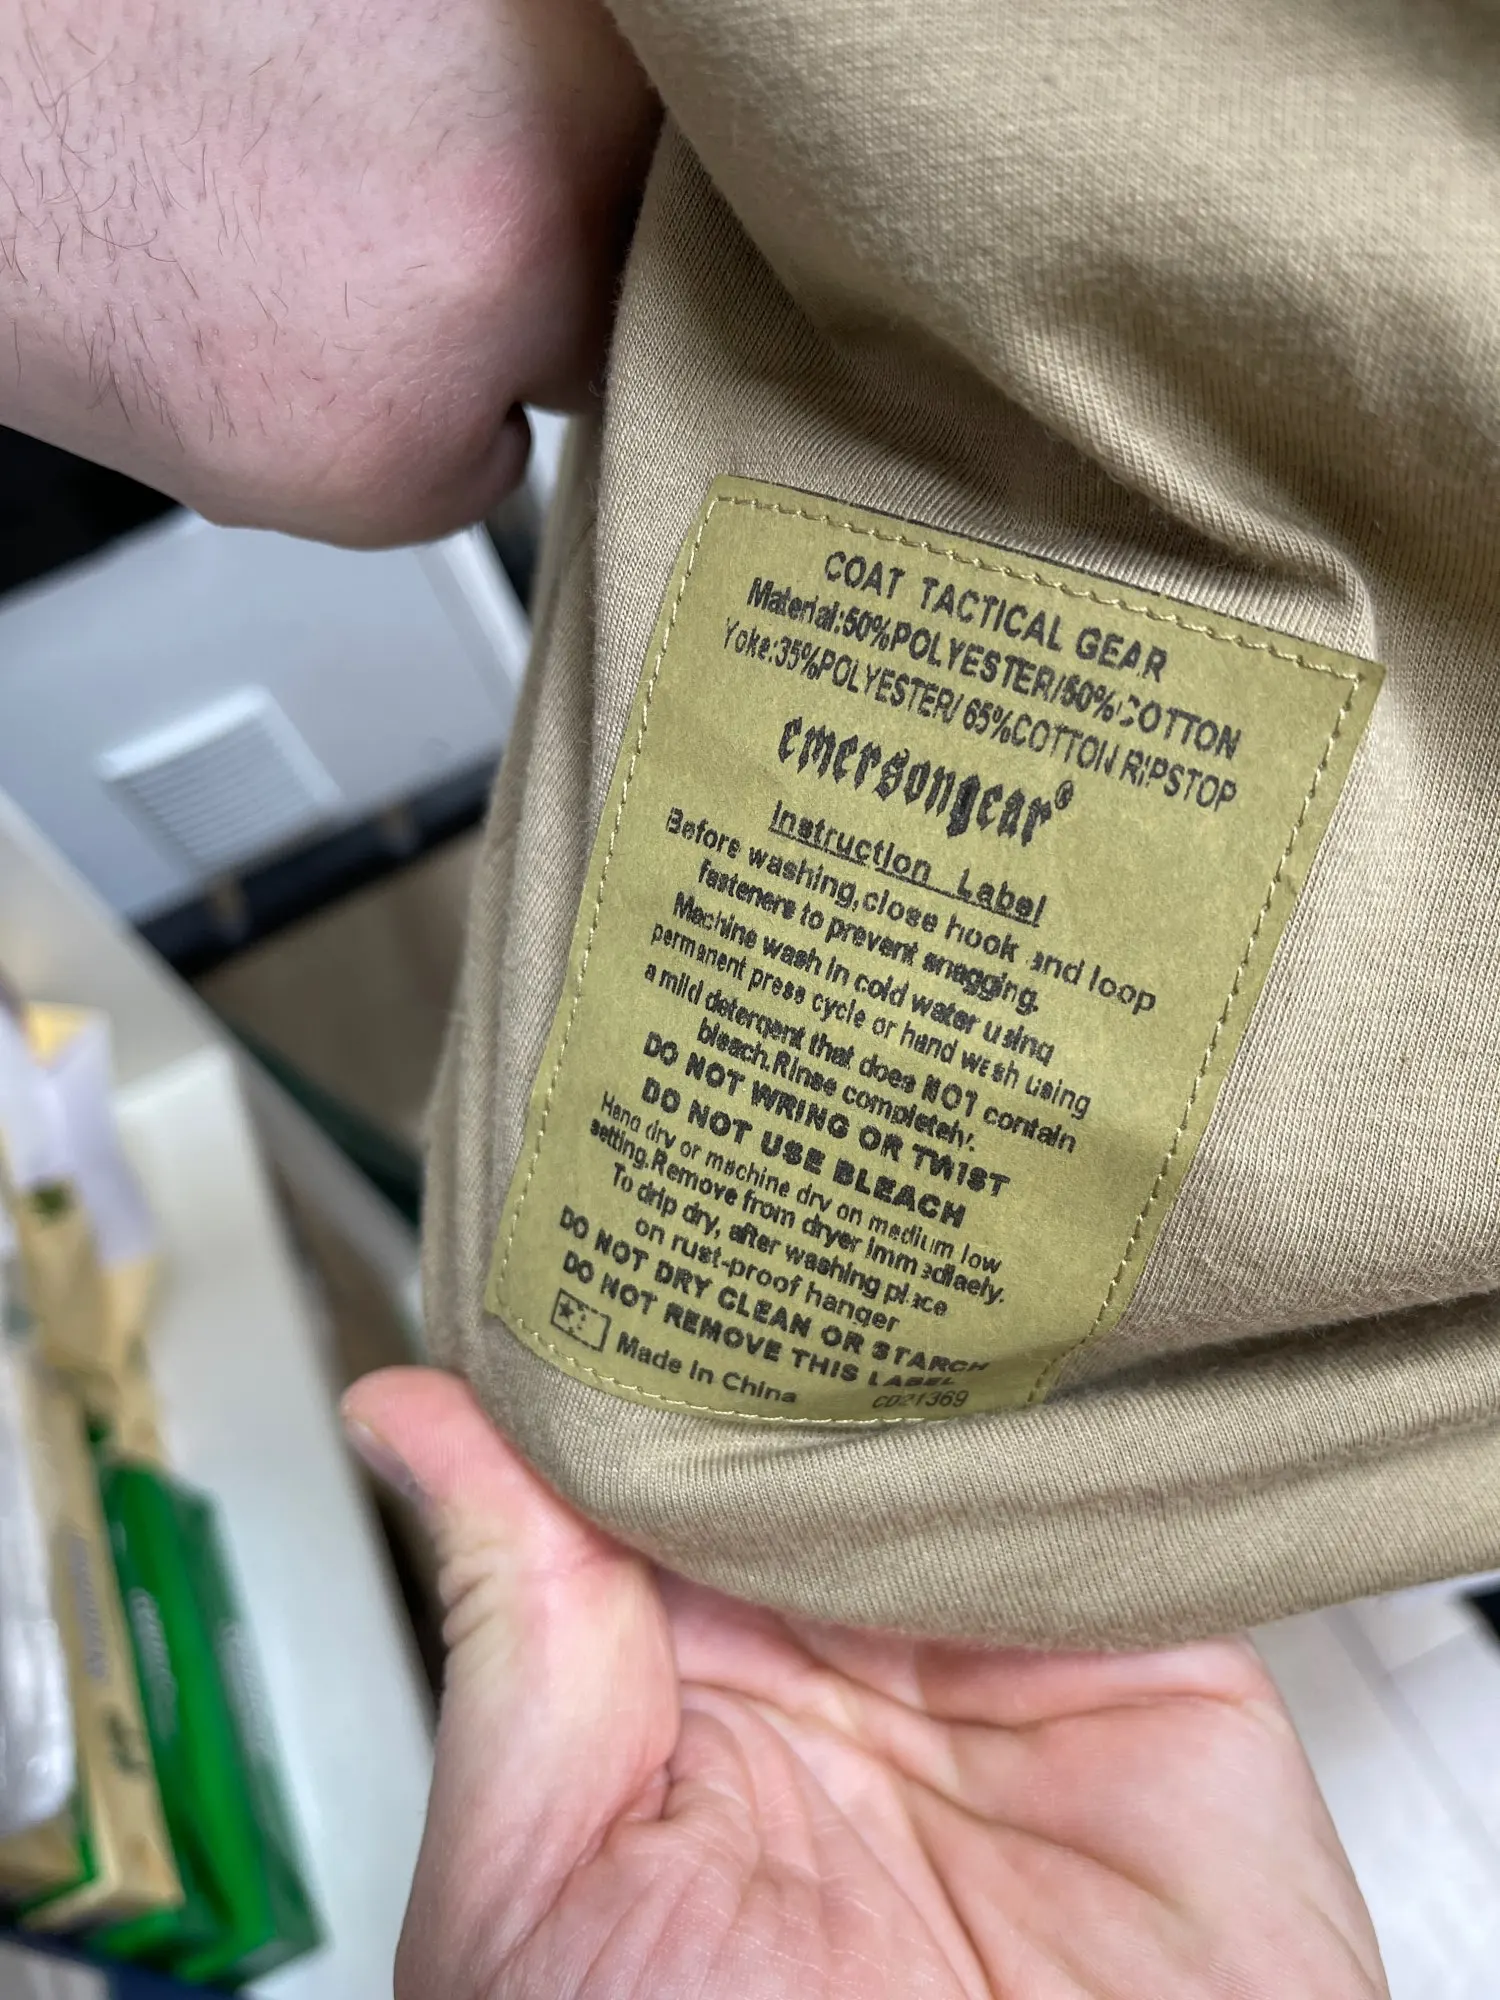 COAT TACTICAL GEAR
Material:50%POLYESTER/50%COTTON
Yoke:35%POLYESTER/65%COTTON RIPSTOP
emersongear®
Instruction Label
Before washing,close hook and loop
fasteners to prevent snagging.
Machine wash in cold water using
permanent press cycle or hand wash using
a mild detergent that does NOT contain
bleach.Rinse completely.
DO NOT WRING OR TWIST
DO NOT USE BLEACH
Hang dry or machine dry on medium low
setting.Remove from dryer immediaely.
To drip dry, after washing place
on rust-proof hanger
DO NOT DRY CLEAN OR STARCH
DO NOT REMOVE THIS LABEL
Made In China CD21369